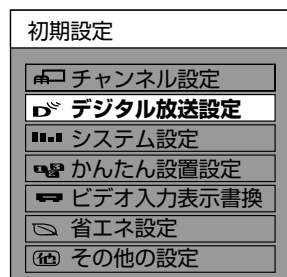 初期設定
チャンネル設定
デジタル放送設定
システム設定
かんたん設置設定
ビデオ入力表示書換
省エネ設定
他 その他の設定